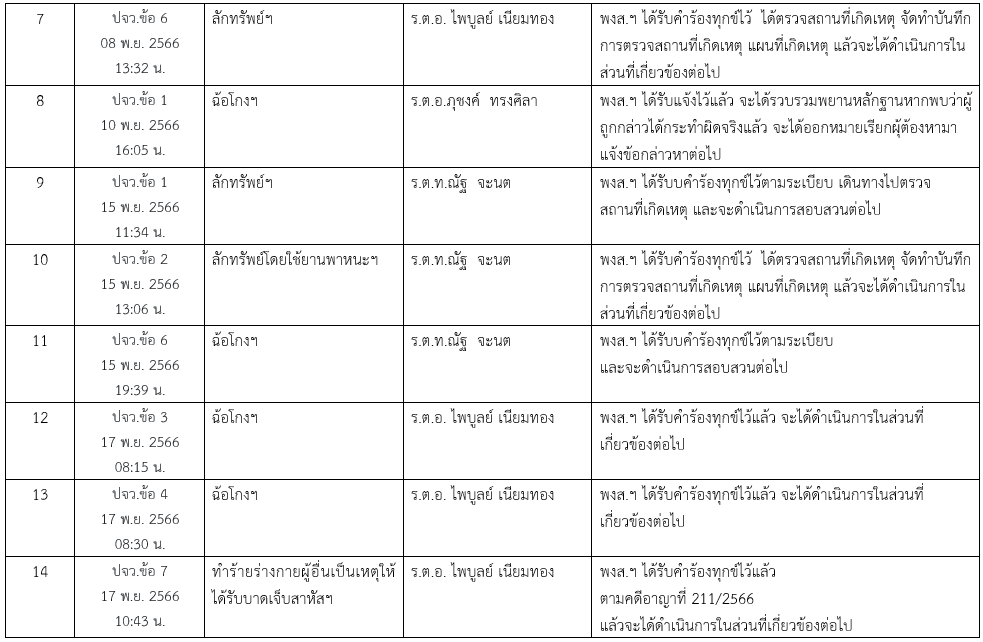 7
ปจว.ข้อ 6
08 พ.ย. 2566
13:32 น.
ลักทรัพย์ฯ
ร.ต.อ. ไพบูลย์ เนียมทอง
พงส.ฯ ได้รับคำร้องทุกข์ไว้ ได้ตรวจสถานที่เกิดเหตุ จัดทำบันทึก
การตรวจสถานที่เกิดเหตุ แผนที่เกิดเหตุ แล้วจะได้ดำเนินการใน
ส่วนที่เกี่ยวข้องต่อไป
8
ปจว.ข้อ 1
10 พ.ย. 2566
16:05 น.
ฉ้อโกงฯ
ร.ต.อ.ภุชงค์ ทรงศิลา
พงส.ฯ ได้รับแจ้งไว้แล้ว จะได้รวบรวมพยานหลักฐานหากพบว่าผู้
ถูกกล่าวได้กระทำผิดจริงแล้ว จะได้ออกหมายเรียกผู้ต้องหามา
แจ้งข้อกล่าวหาต่อไป
9
ปจว.ข้อ 1
15 พ.ย. 2566
11:34 น.
ลักทรัพย์ฯ
ร.ต.ท.ณัฐ จะนต
พงส.ฯ ได้รับบคำร้องทุกข์ไว้ตามระเบียบ เดินทางไปตรวจ
สถานที่เกิดเหตุ และจะดำเนินการสอบสวนต่อไป
10
ปจว.ข้อ 2
15 พ.ย. 2566
13:06 น.
ลักทรัพย์โดยใช้ยานพาหนะฯ
ร.ต.ท.ณัฐ จะนต
พงส.ฯ ได้รับคำร้องทุกข์ไว้ ได้ตรวจสถานที่เกิดเหตุ จัดทำบันทึก
การตรวจสถานที่เกิดเหตุ แผนที่เกิดเหตุ แล้วจะได้ดำเนินการใน
ส่วนที่เกี่ยวข้องต่อไป
11
ปจว.ข้อ 6
15 พ.ย. 2566
19:39 น.
ฉ้อโกงฯ
ร.ต.ท.ณัฐ จะนต
พงส.ฯ ได้รับบคำร้องทุกข์ไว้ตามระเบียบ
และจะดำเนินการสอบสวนต่อไป
12
ปจว.ข้อ 3
17 พ.ย. 2566
08:15 น.
ฉ้อโกงฯ
ร.ต.อ. ไพบูลย์ เนียมทอง
พงส.ฯ ได้รับคำร้องทุกข์ไว้แล้ว จะได้ดำเนินการในส่วนที่
เกี่ยวข้องต่อไป
13
ปจว.ข้อ 4
17 พ.ย. 2566
08:30 น.
ฉ้อโกงฯ
ร.ต.อ. ไพบูลย์ เนียมทอง
พงส.ฯ ได้รับคำร้องทุกข์ไว้แล้ว จะได้ดำเนินการในส่วนที่
เกี่ยวข้องต่อไป
14
ปจว.ข้อ 7
17 พ.ย. 2566
10:43 น.
ทำร้ายร่างกายผู้อื่นเป็นเหตุให้
ได้รับบาดเจ็บสาหัสฯ
ร.ต.อ. ไพบูลย์ เนียมทอง
พงส.ฯ ได้รับคำร้องทุกข์ไว้แล้ว
ตามคดีอาญาที่ 211/2566
แล้วจะได้ดำเนินการในส่วนที่เกี่ยวข้องต่อไป